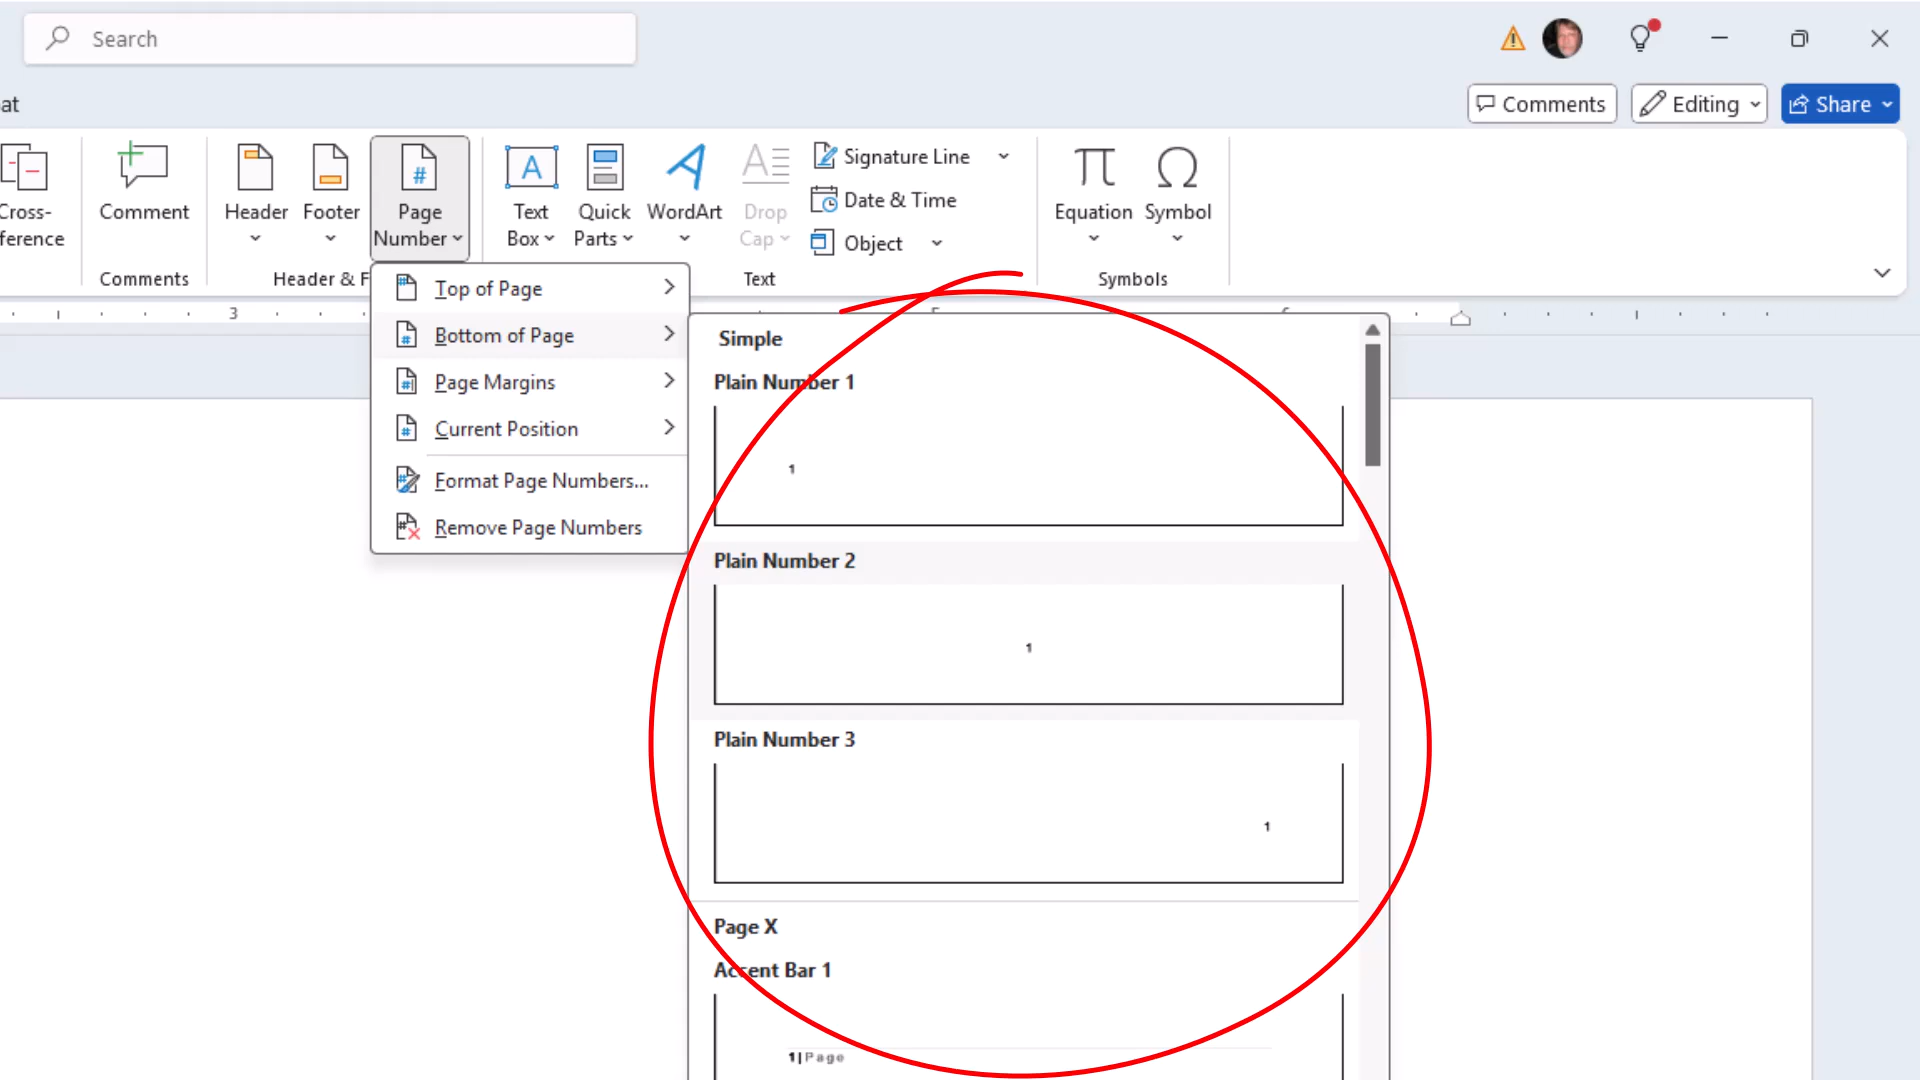 Search
at
Comments
Editing
Share
Cross-
ference
Comment
Header
Footer
Page
Number
Text
Box
Quick
Parts
WordArt
Drop
Cap
Signature Line
Date & Time
Object
Equation
Symbol
Comments
Header & F
Text
Symbols
3
Top of Page
Bottom of Page
Page Margins
Current Position
Format Page Numbers...
Remove Page Numbers
Simple
Plain Number 1
1
Plain Number 2
1
Plain Number 3
1
Page X
Accent Bar 1
1|Page